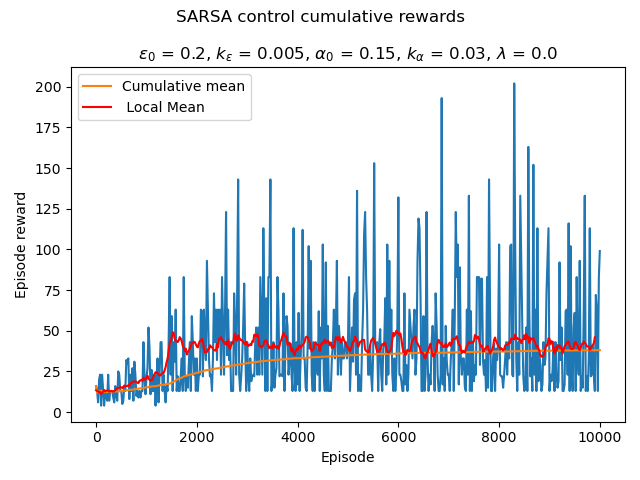 SARSA control cumulative rewards
ε₀ = 0.2, kε = 0.005, α₀ = 0.15, kα = 0.03, λ = 0.0
Cumulative mean
Local Mean
Episode reward
200
175
150
125
100
75
50
25
0
0 2000 4000 6000 8000 10000
Episode